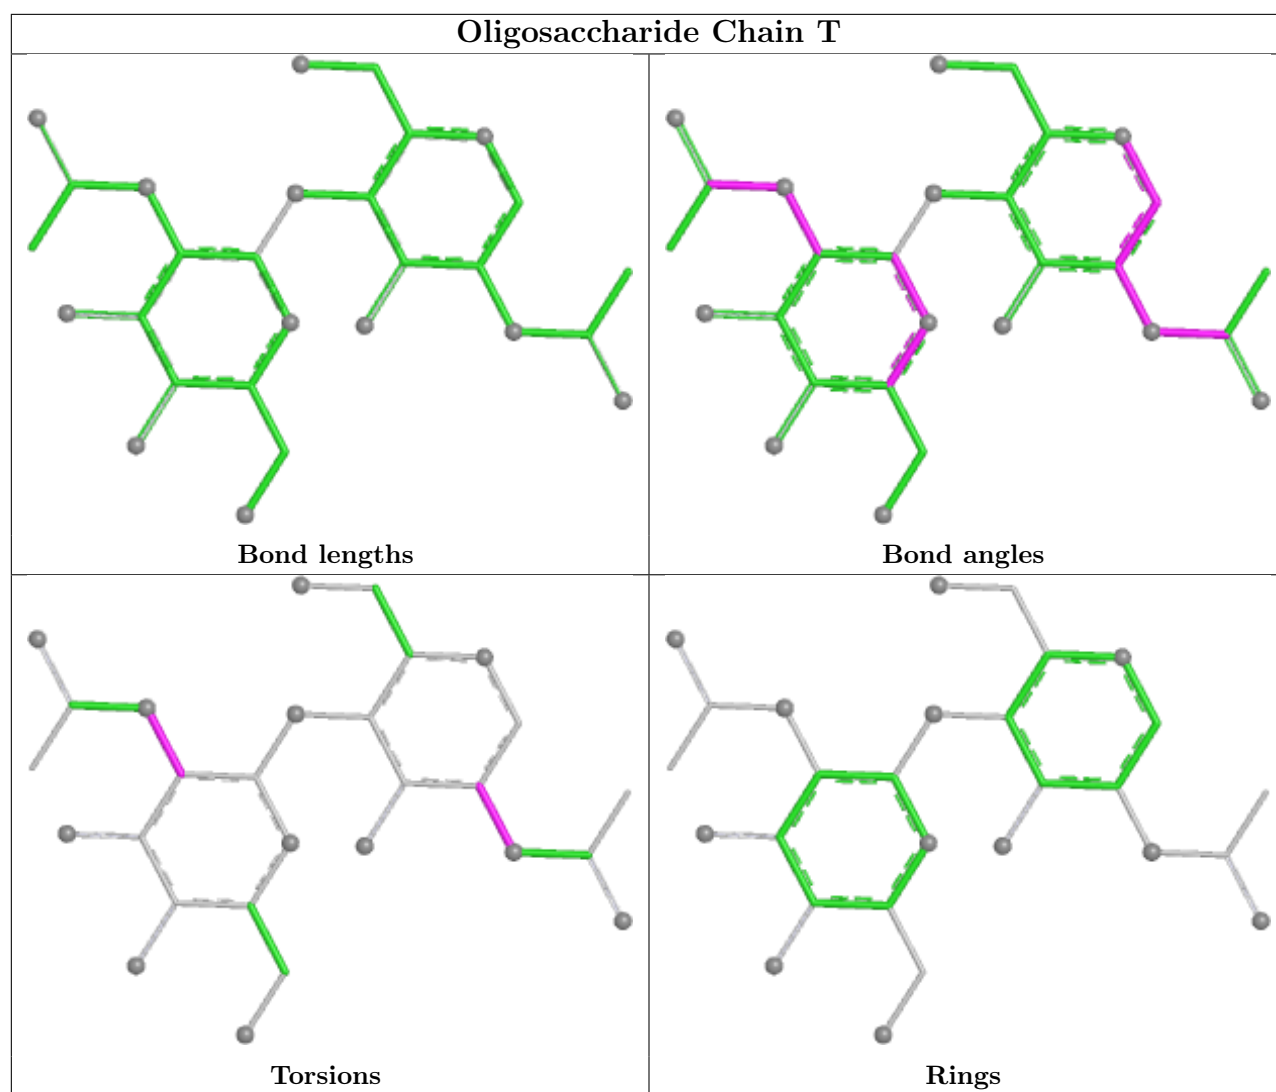 Oligosaccharide Chain T
Bond lengths
Bond angles
Torsions
Rings